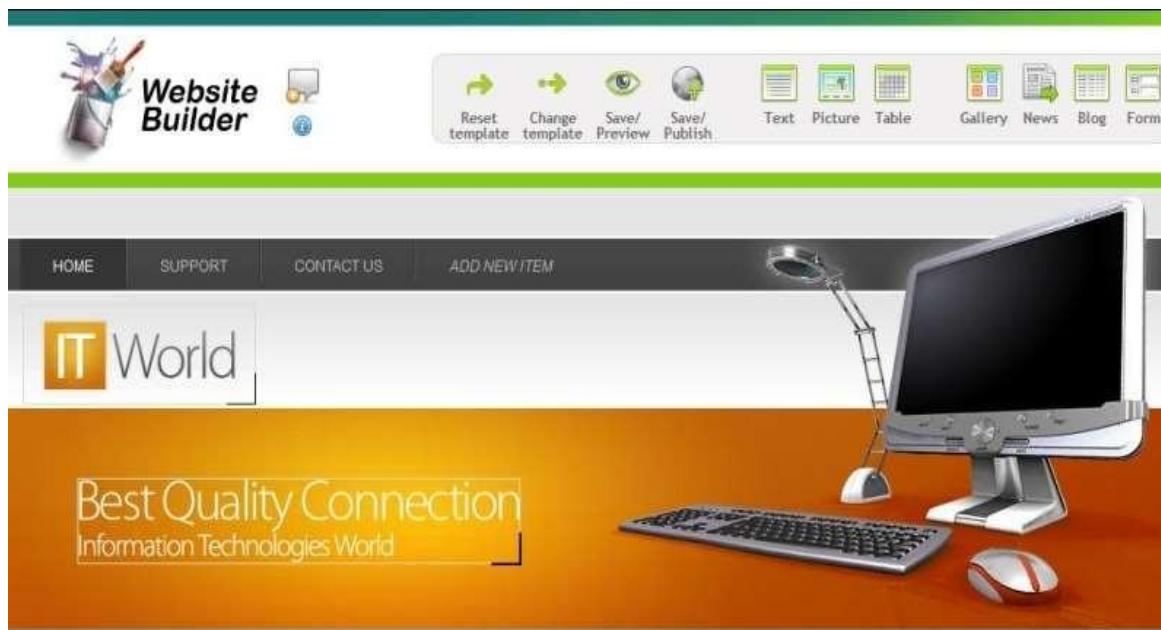 Website
Builder
Reset template
Change template
Save/ Preview
Save/ Publish
Text
Picture
Table
Gallery
News
Blog
Form
HOME
SUPPORT
CONTACT US
ADD NEW ITEM
IT World
Best Quality Connection
Information Technologies World